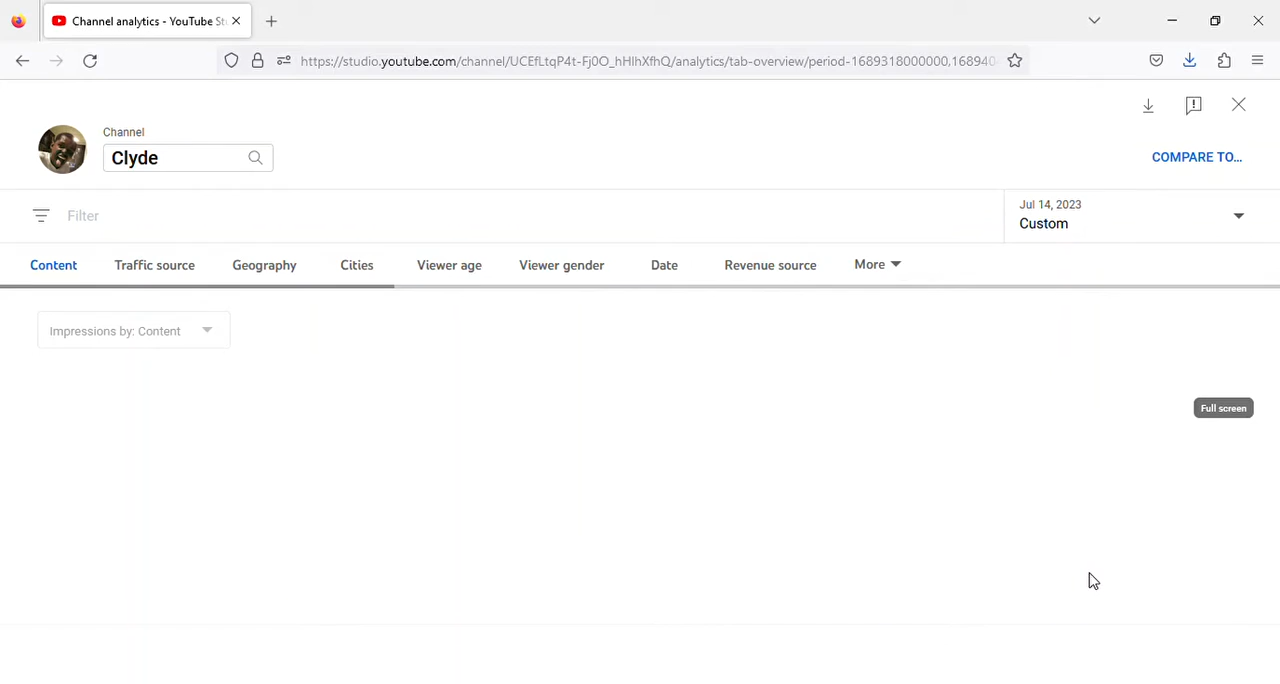 Channel analytics - YouTube St
https://studio.youtube.com/channel/UCEfLtqP4t-Fj0O_hHlhXfhQ/analytics/tab-overview/period-1689318000000,168940
Channel
Clyde
COMPARE TO...
Filter
Jul 14, 2023
Custom
Content Traffic source Geography Cities Viewer age Viewer gender Date Revenue source More
Impressions by: Content
Full screen